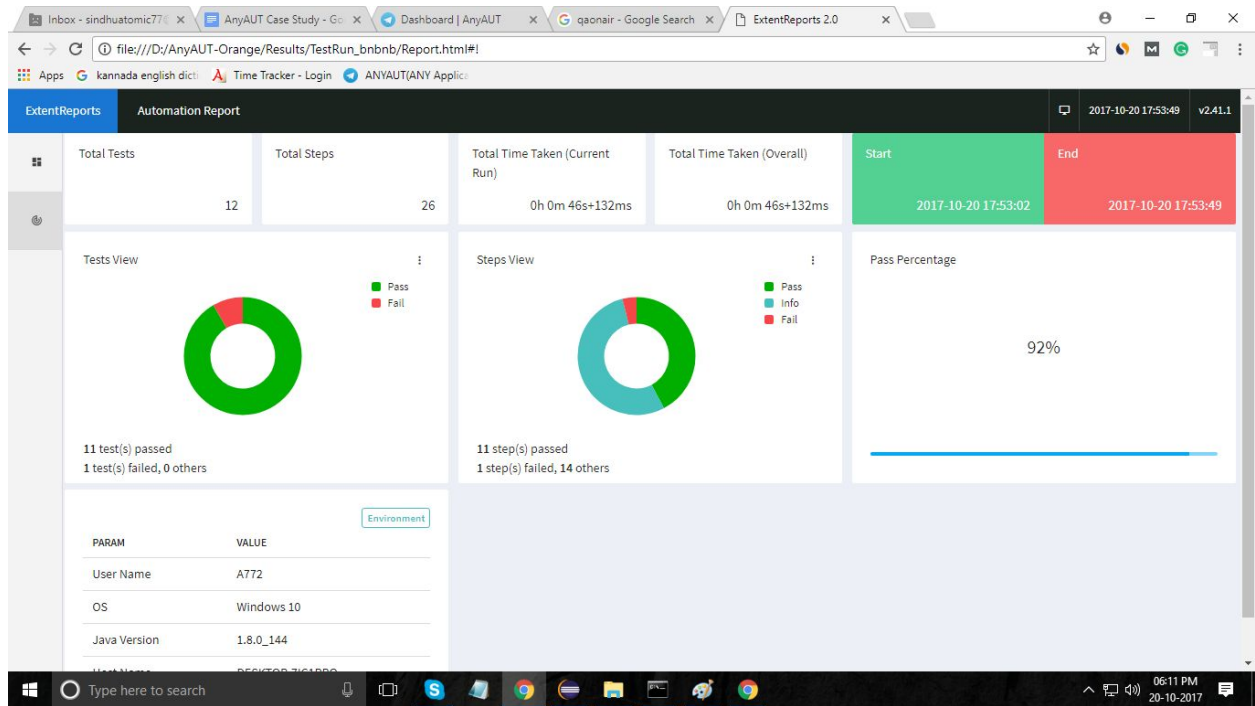 Inbox - sindhuatomic77
AnyAUT Case Study - Go
Dashboard | AnyAUT
qaonair - Google Search
ExtentReports 2.0
file:///D:/AnyAUT-Orange/Results/TestRun_bnbnb/Report.html#!
Apps
kannada english dicti
Time Tracker - Login
ANYAUT(ANY Applica
ExtentReports
Automation Report
2017-10-20 17:53:49
v2.41.1
Total Tests
12
Total Steps
26
Total Time Taken (Current
Run)
0h 0m 46s+132ms
Total Time Taken (Overall)
0h 0m 46s+132ms
Start
2017-10-20 17:53:02
End
2017-10-20 17:53:49
Tests View
Pass
Fail
11 test(s) passed
1 test(s) failed, 0 others
Steps View
Pass
Info
Fail
11 step(s) passed
1 step(s) failed, 14 others
Pass Percentage
92%
Environment
PARAM VALUE
User Name A772
OS Windows 10
Java Version 1.8.0_144
Type here to search
06:11 PM
20-10-2017